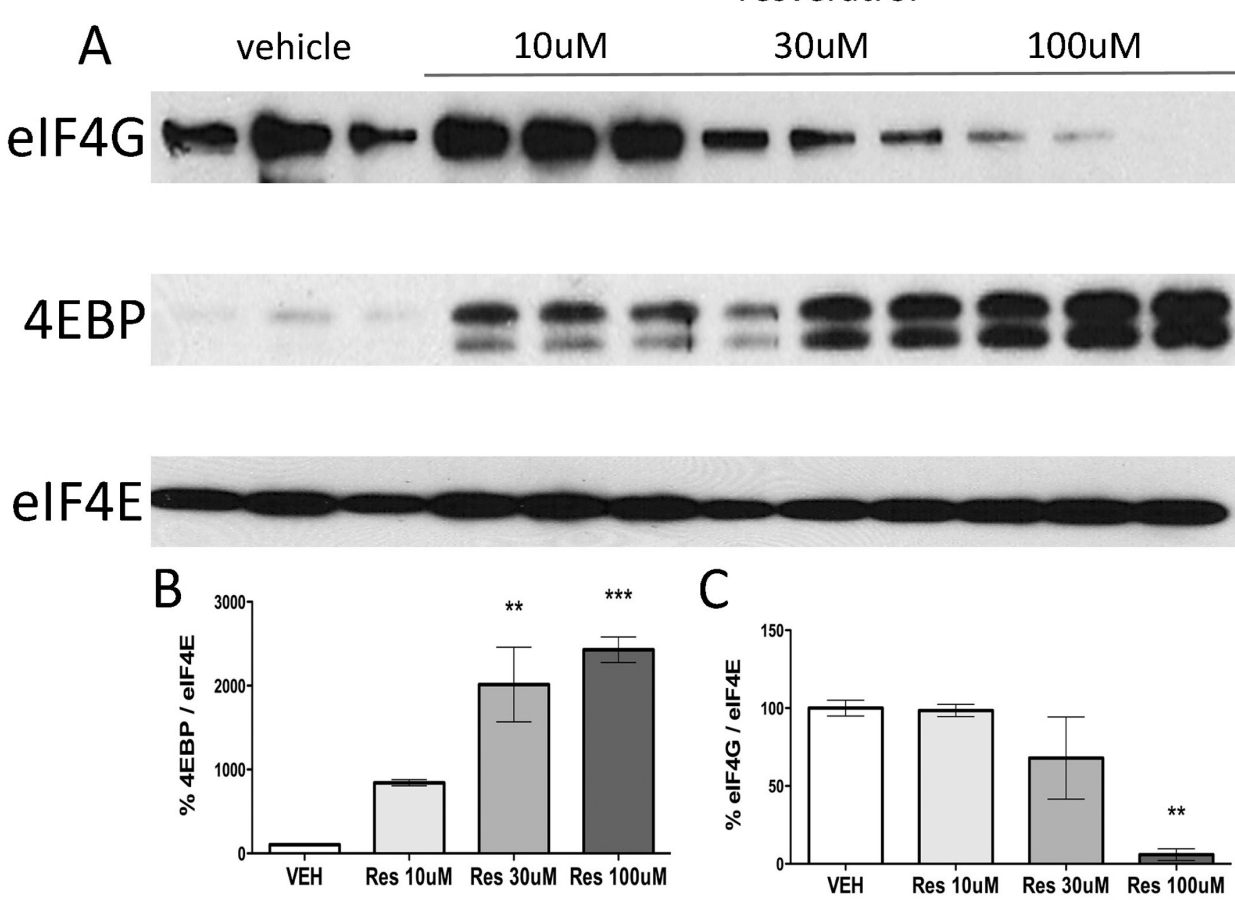 A
vehicle 10uM 30uM 100uM
eIF4G
4EBP
eIF4E
B
3000
2000
1000
0
% 4EBP / eIF4E
** ***
VEH Res 10uM Res 30uM Res 100uM
C
150
100
50
0
% eIF4G / eIF4E
**
VEH Res 10uM Res 30uM Res 100uM